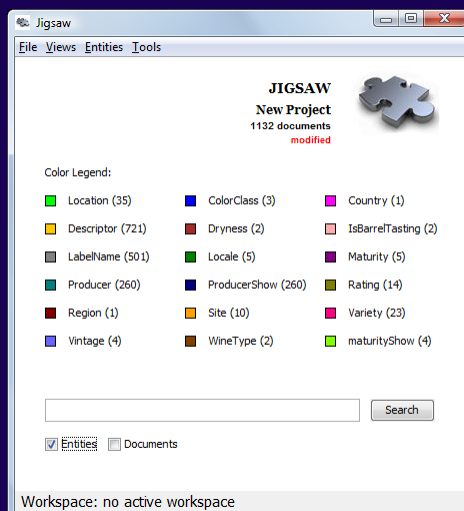 Jigsaw
File Views Entities Tools
JIGSAW
New Project
1132 documents
modified
Color Legend:
Location (35) ColorClass (3) Country (1)
Descriptor (721) Dryness (2) IsBarrelTasting (2)
LabelName (501) Locale (5) Maturity (5)
Producer (260) ProducerShow (260) Rating (14)
Region (1) Site (10) Variety (23)
Vintage (4) WineType (2) maturityShow (4)
Search
Entities Documents
Workspace: no active workspace